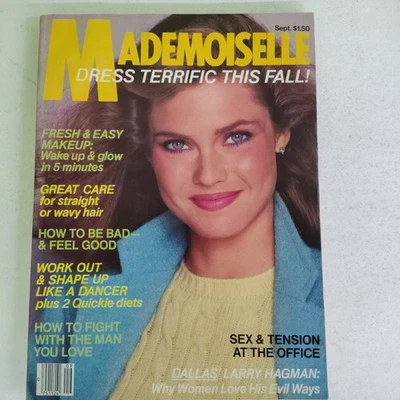 Sept. $1.50
MADEMOISELLE
DRESS TERRIFIC THIS FALL!
FRESH & EASY
MAKEUP:
Wake up & glow
in 5 minutes
GREAT CARE
for straight
or wavy hair
HOW TO BE BAD—
& FEEL GOOD
WORK OUT
& SHAPE UP
LIKE A DANCER
plus 2 Quickie diets
HOW TO FIGHT
WITH THE MAN
YOU LOVE
SEX & TENSION
AT THE OFFICE
DALLAS' LARRY HAGMAN:
Why Women Love His Evil Ways